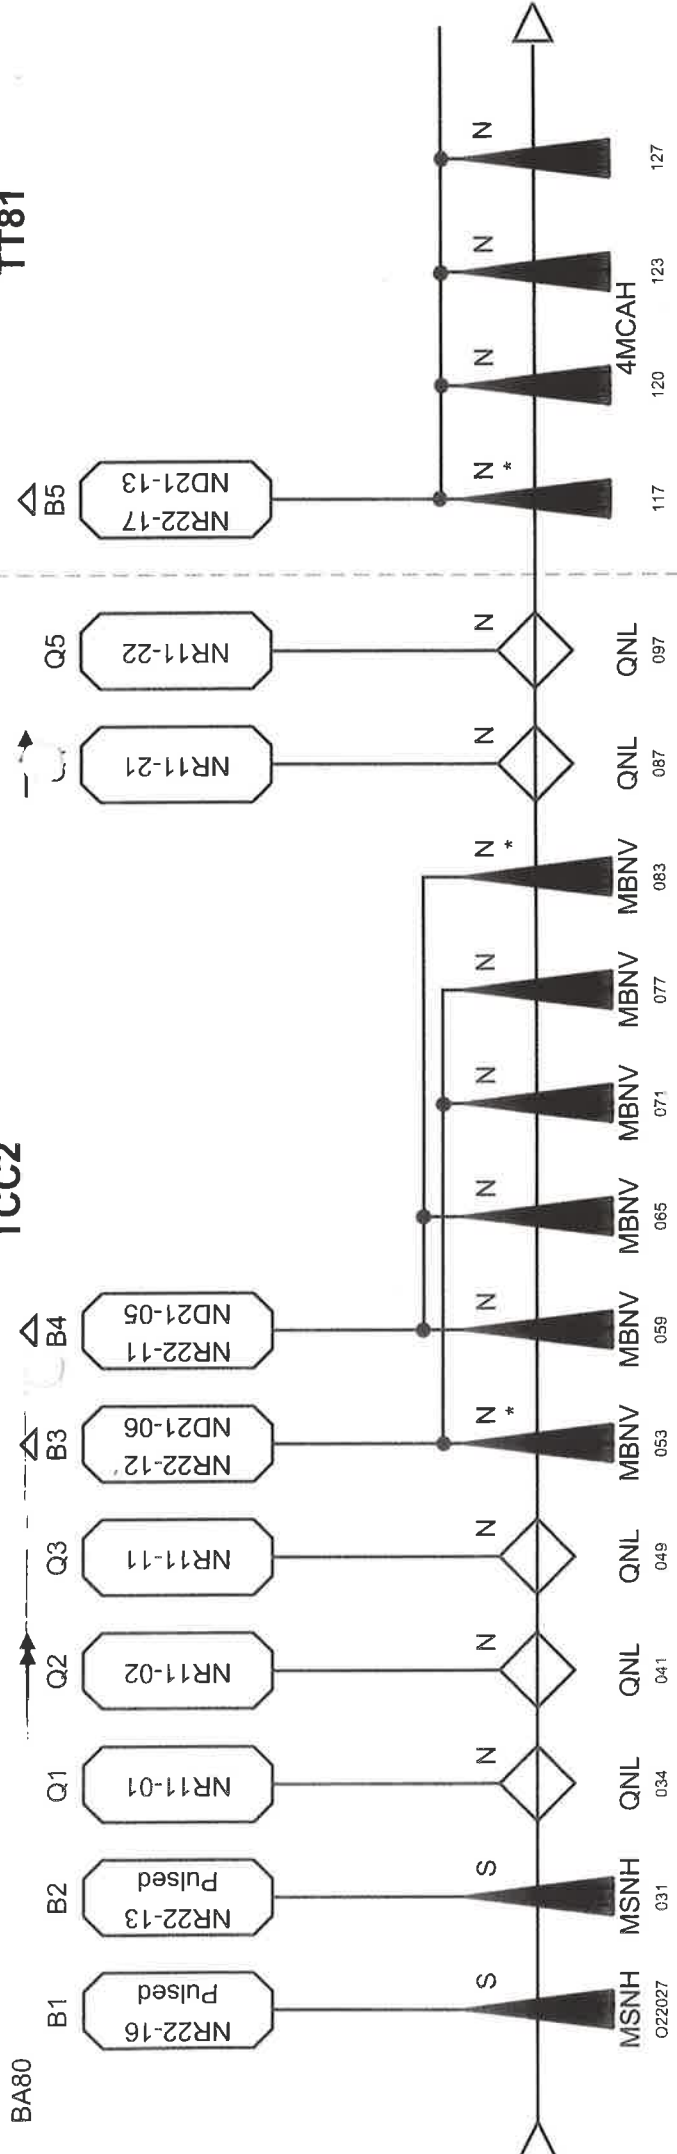 BA80
TCC2
TT81
B1
B2
Q1
Q2
Q3
B3
B4
Q5
B5
NR22-16
Pulsed
NR22-13
Pulsed
NR11-01
NR11-02
NR11-11
NR22-12
ND21-06
NR22-11
ND21-05
NR11-21
NR11-22
NR22-17
ND21-13
S
S
N
N
N
N
*
N
N
N
N
N
*
N
N
N
*
N
N
N
MSNH
Q22027
MSNH
031
QNL
034
QNL
041
QNL
049
MBNV
053
MBNV
059
MBNV
065
MBNV
071
MBNV
077
MBNV
083
QNL
087
QNL
097
117
120
4MCAH
123
127